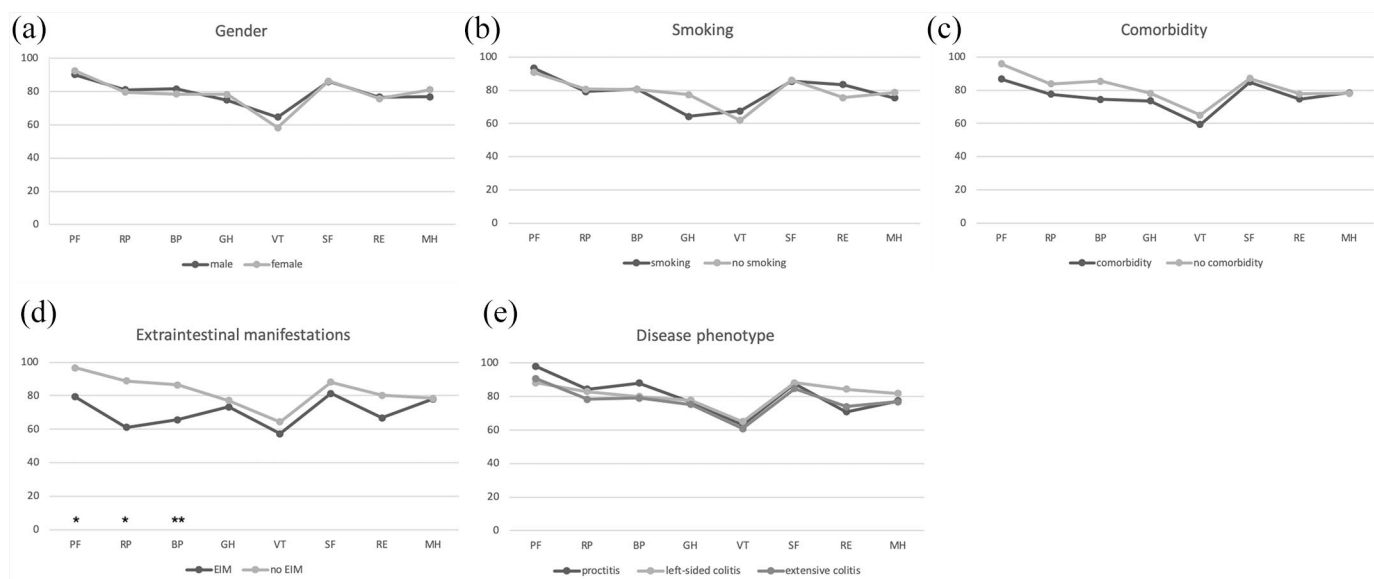 (a)
Gender
100
80
60
40
20
0
PF RP BP GH VT SF RE MH
male female
(b)
Smoking
100
80
60
40
20
0
PF RP BP GH VT SF RE MH
smoking no smoking
(c)
Comorbidity
100
80
60
40
20
0
PF RP BP GH VT SF RE MH
comorbidity no comorbidity
(d)
Extraintestinal manifestations
100
80
60
40
20
0
* * **
PF RP BP GH VT SF RE MH
EIM no EIM
(e)
Disease phenotype
100
80
60
40
20
0
PF RP BP GH VT SF RE MH
proctitis left-sided colitis extensive colitis